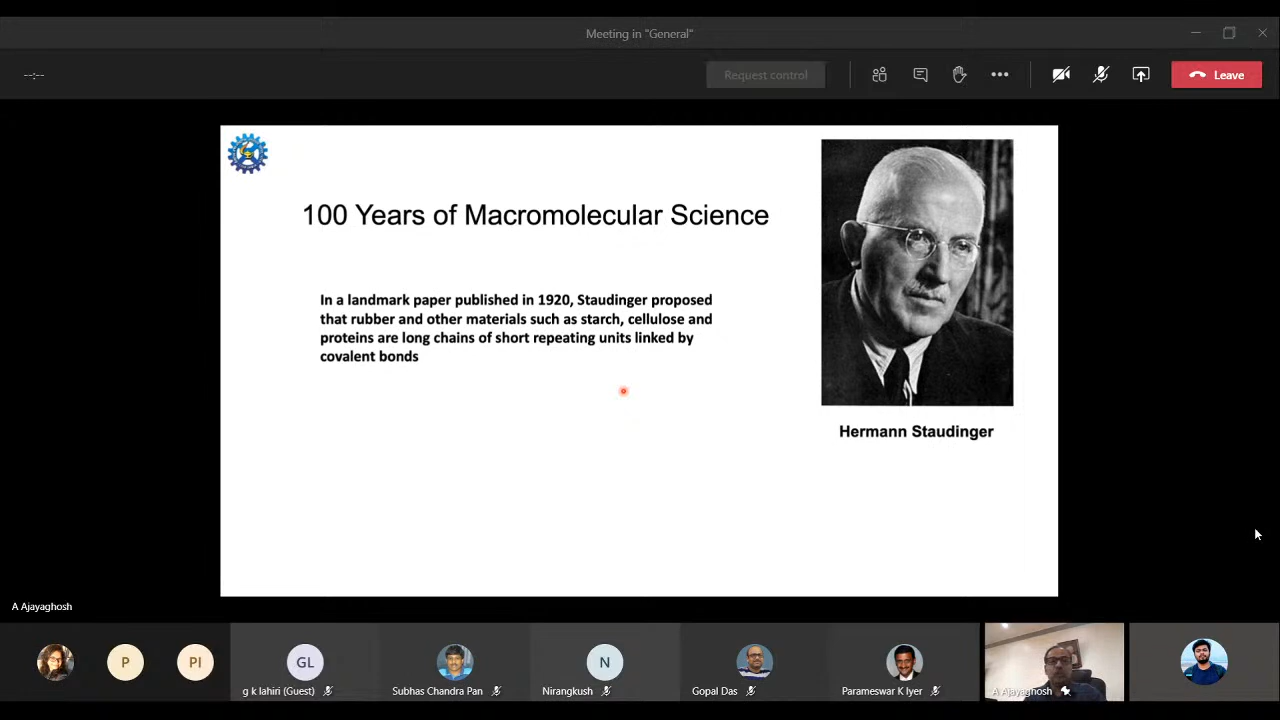 Meeting in "General"
--:--
Request control
Leave
100 Years of Macromolecular Science
In a landmark paper published in 1920, Staudinger proposed
that rubber and other materials such as starch, cellulose and
proteins are long chains of short repeating units linked by
covalent bonds
Hermann Staudinger
A Ajayaghosh
P
PI
GL
g k lahiri (Guest)
Subhas Chandra Pan
N
Nirangkush
Gopal Das
Parameswar K Iyer
A Ajayaghosh